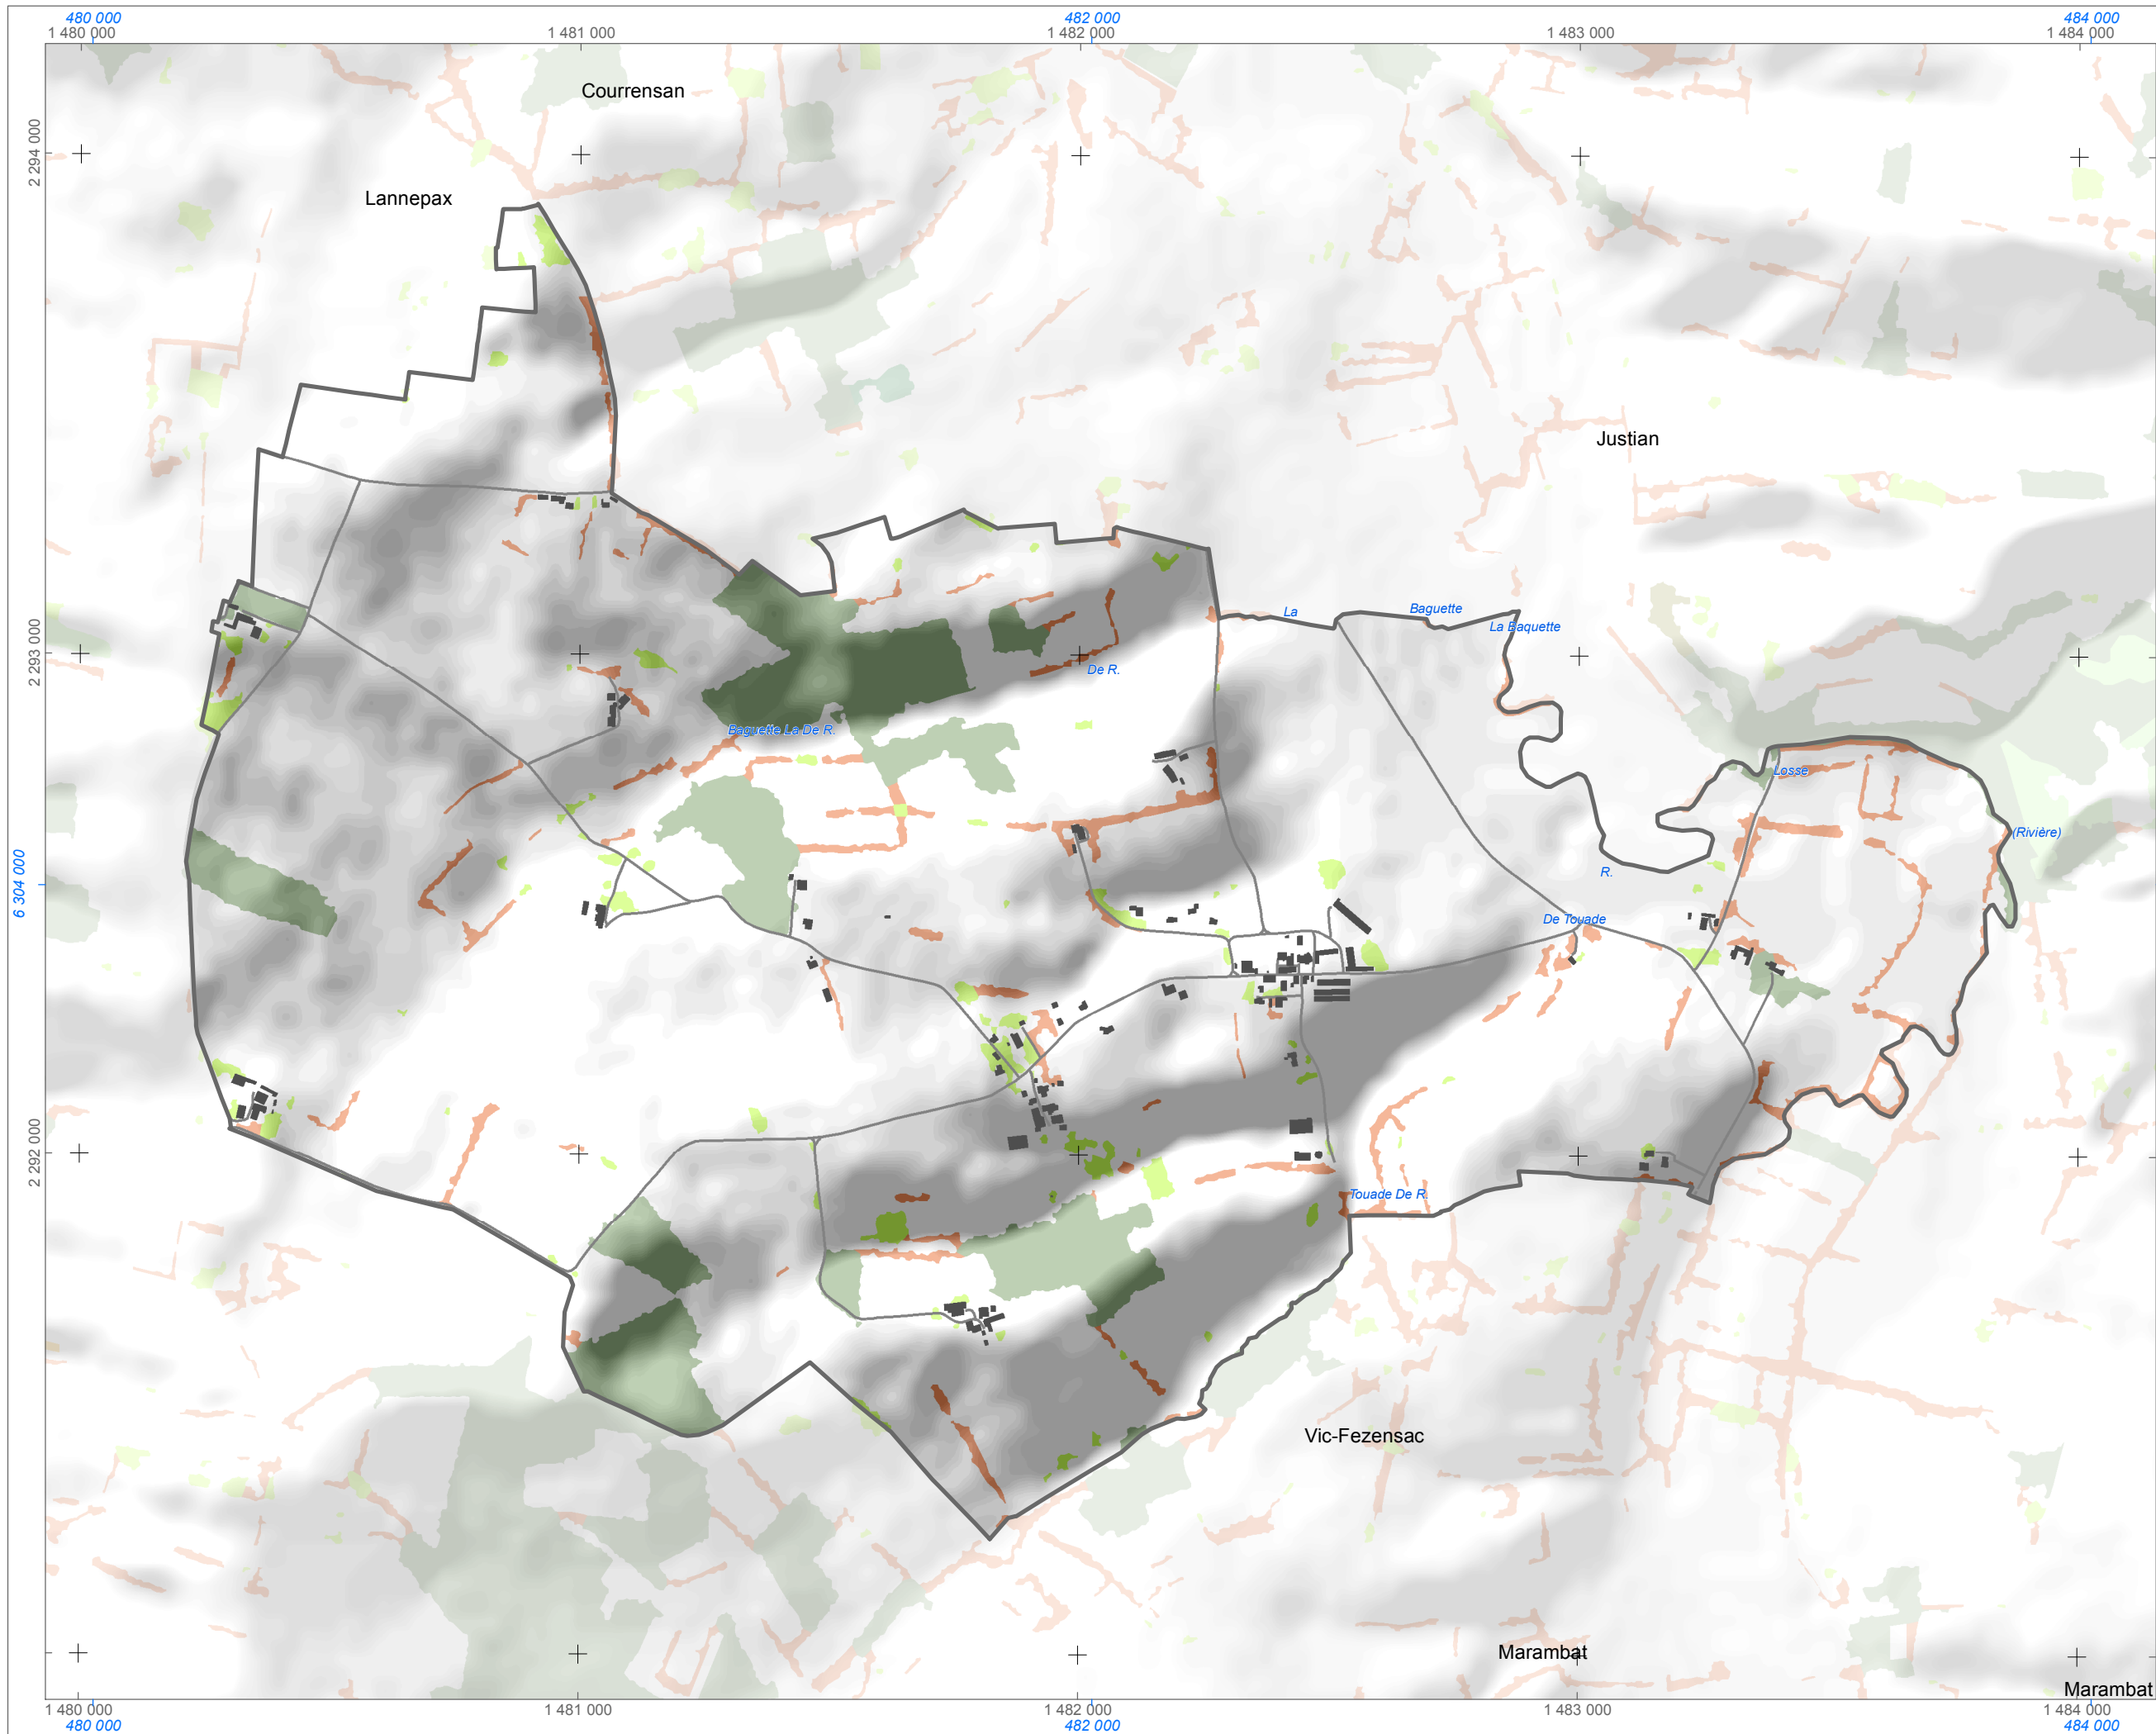 480 000 482 000 484 000
1 480 000 1 481 000 1 482 000 1 483 000 1 484 000
Courrensan
2 294 000
Lannepax
Justian
La Baguette
La Baquette
2 293 000
De R.
Baguette La De R.
Losse
(Rivière)
6 304 000
R.
De Touade
2 292 000
Touade De R.
Vic-Fezensac
Marambat
Marambat
1 480 000 1 481 000 1 482 000 1 483 000 1 484 000
480 000 482 000 484 000